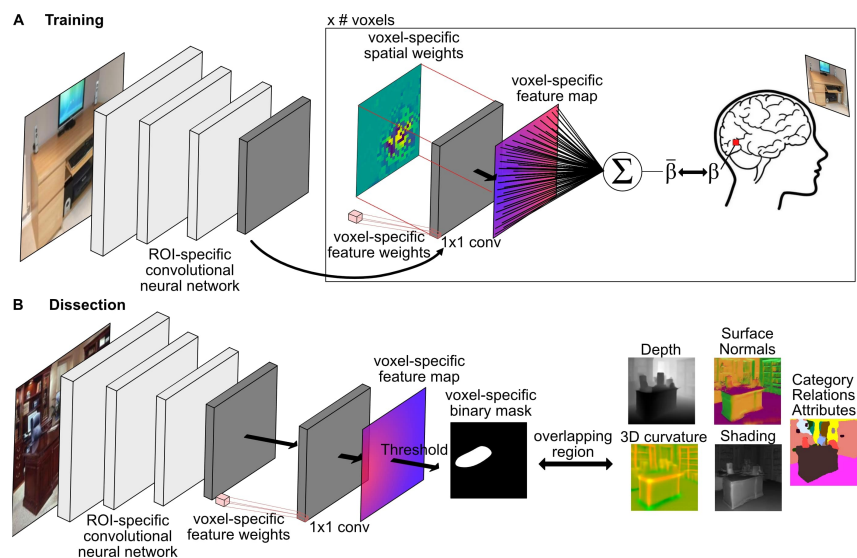 A Training
x # voxels
voxel-specific
spatial weights
voxel-specific
feature map
Σ
β̄
β
voxel-specific
feature weights
1x1 conv
ROI-specific
convolutional
neural network
B Dissection
voxel-specific
feature map
voxel-specific
binary mask
Threshold
overlapping
region
Depth
Surface
Normals
3D curvature
Shading
Category
Relations
Attributes
ROI-specific
convolutional
neural network
voxel-specific
feature weights
1x1 conv